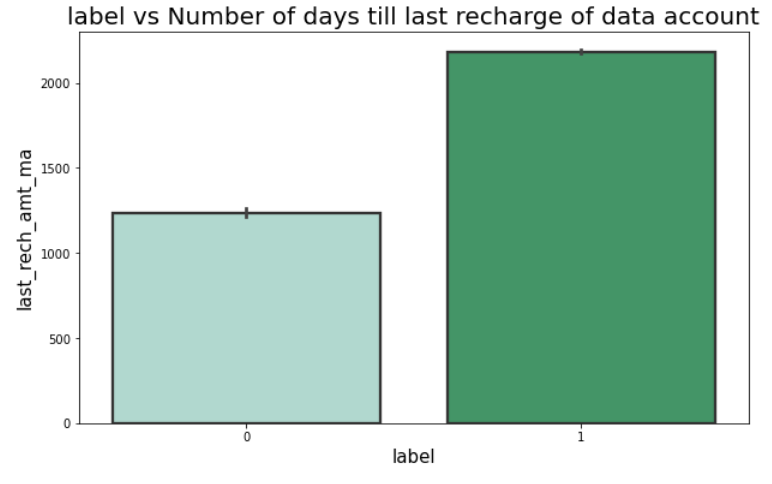 label vs Number of days till last recharge of data account
last_rech_amt_ma
2000
1500
1000
500
0
0
1
label